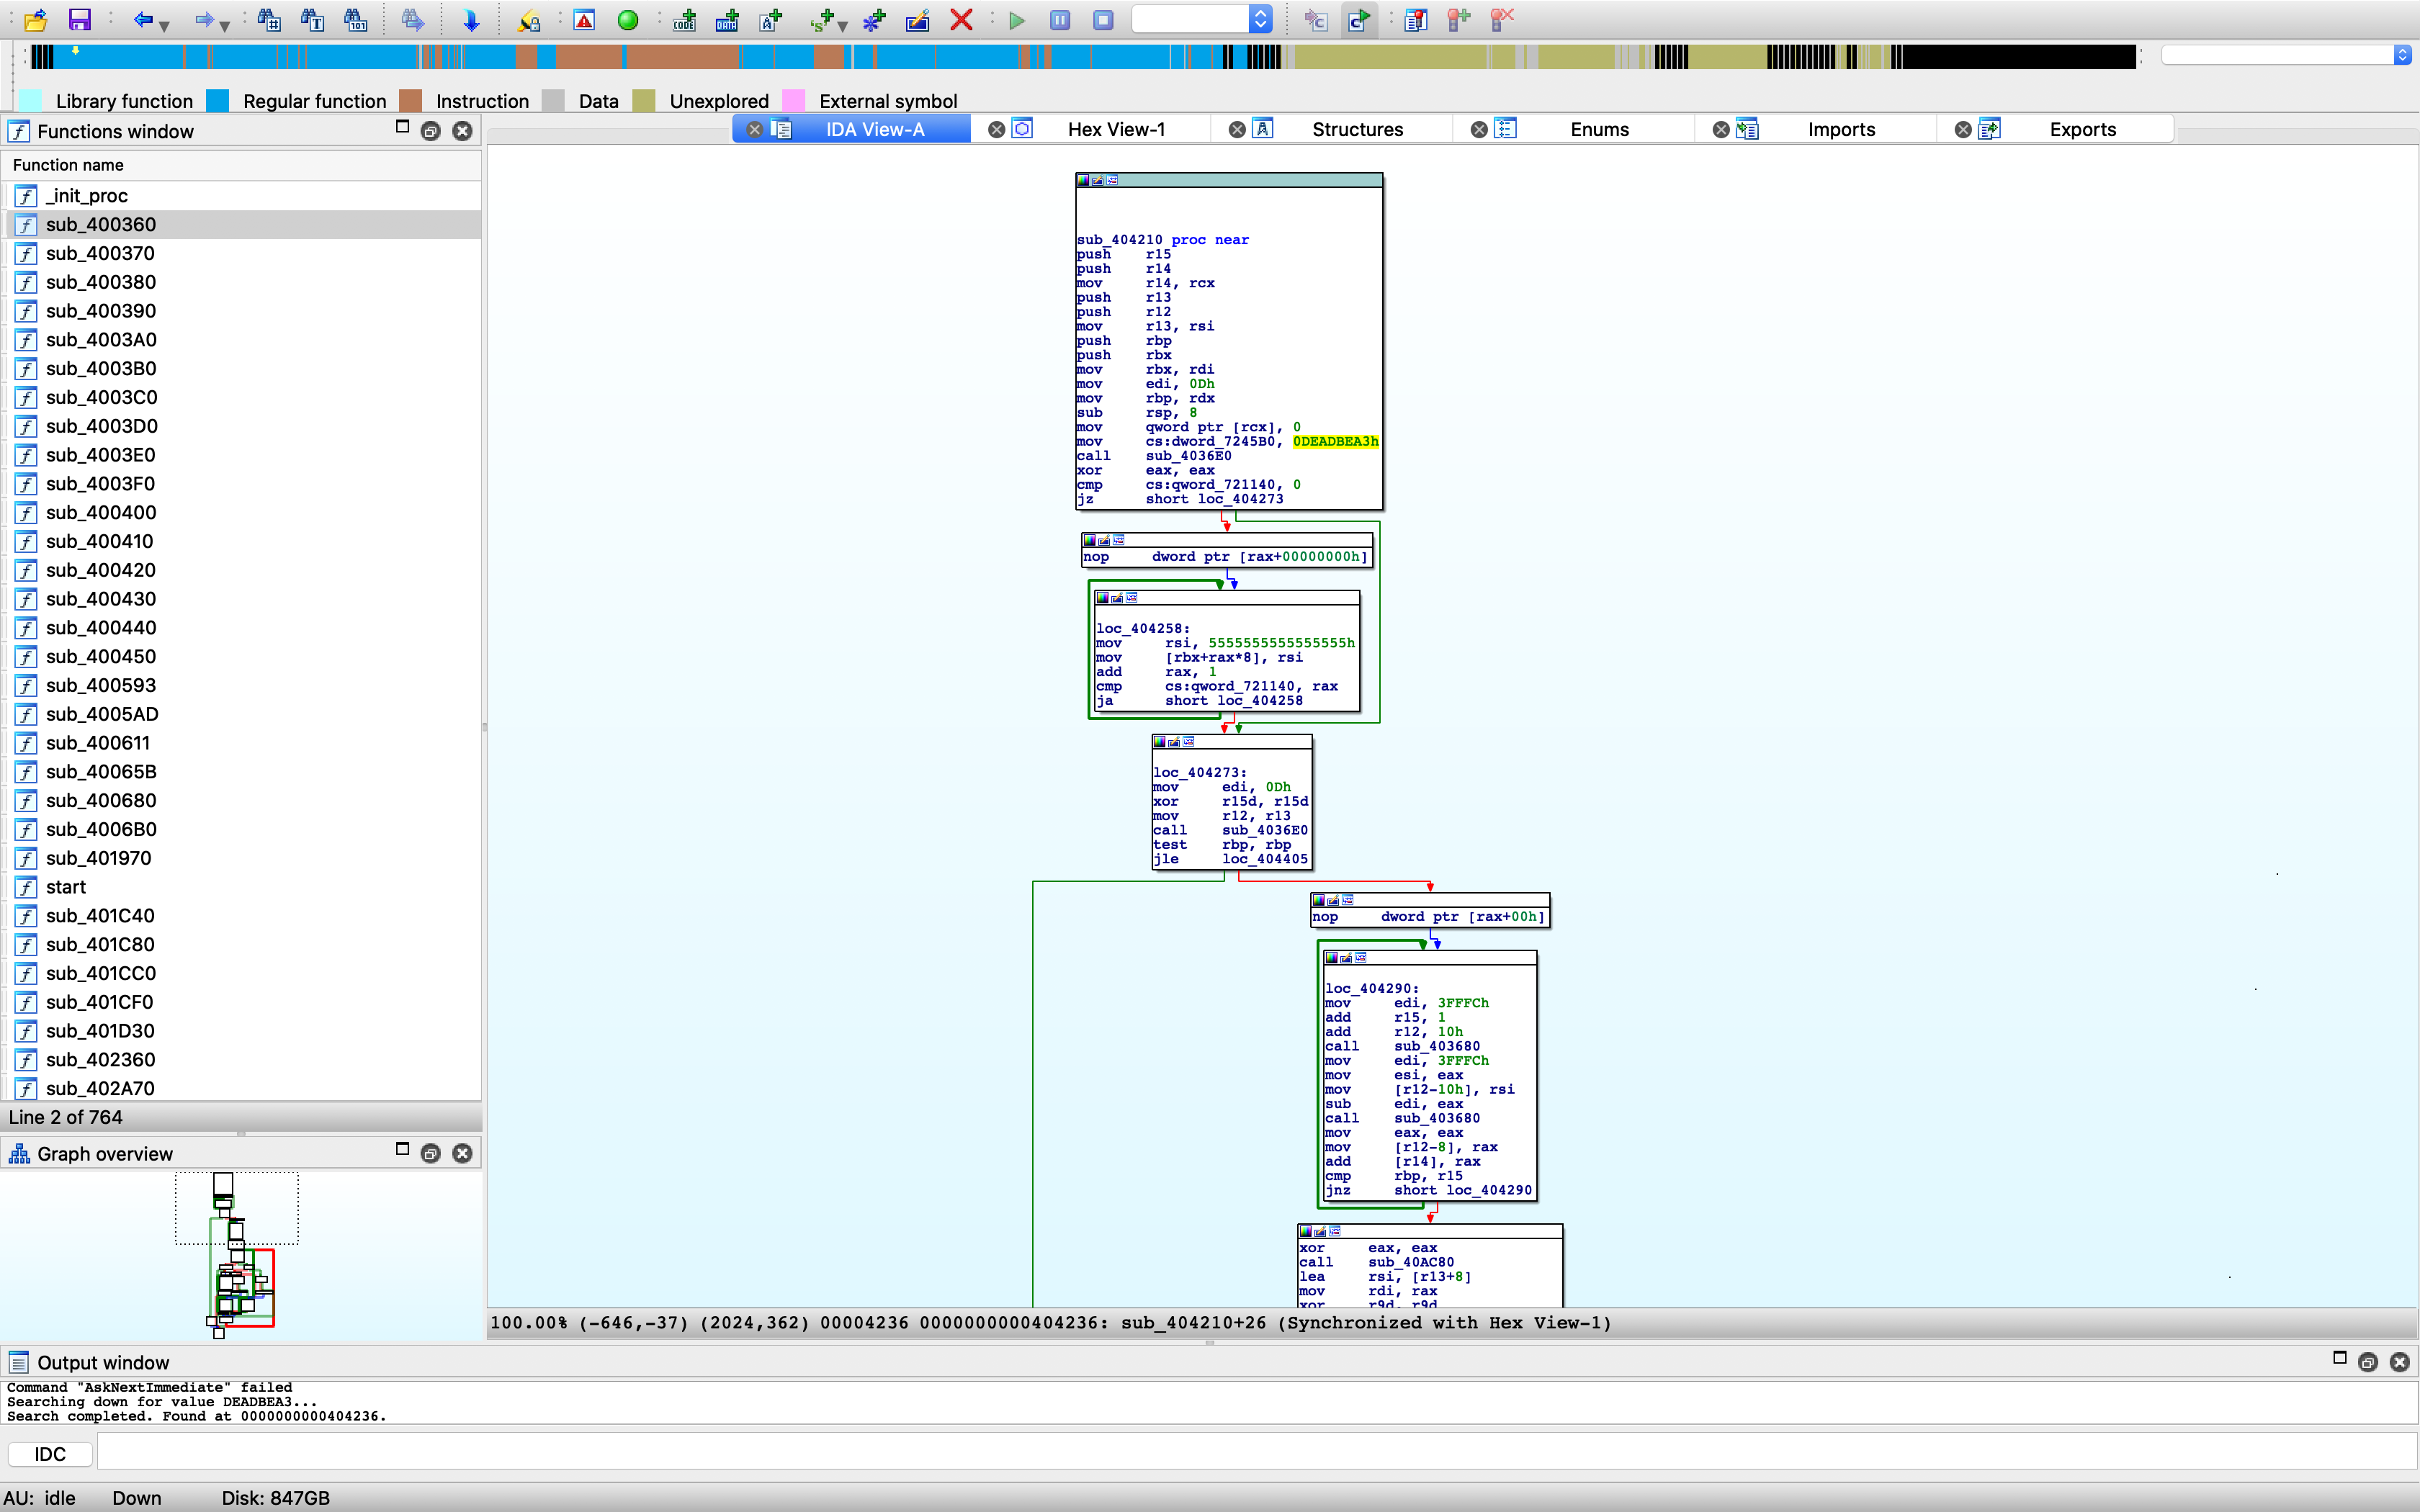 Library function Regular function Instruction Data Unexplored External symbol
Functions window
Function name
_init_proc
sub_400360
sub_400370
sub_400380
sub_400390
sub_4003A0
sub_4003B0
sub_4003C0
sub_4003D0
sub_4003E0
sub_4003F0
sub_400400
sub_400410
sub_400420
sub_400430
sub_400440
sub_400450
sub_400593
sub_4005AD
sub_400611
sub_40065B
sub_400680
sub_4006B0
sub_401970
start
sub_401C40
sub_401C80
sub_401CC0
sub_401CF0
sub_401D30
sub_402360
sub_402A70
Line 2 of 764
Graph overview
IDA View-A Hex View-1 Structures Enums Imports Exports
sub_404210 proc near
push r15
push r14
mov r14, rcx
push r13
push r12
mov r13, rsi
push rbp
push rbx
mov rbx, rdi
mov edi, 0Dh
mov rbp, rdx
sub rsp, 8
mov qword ptr [rcx], 0
mov cs:dword_7245B0, 0DEADBEA3h
call sub_4036E0
xor eax, eax
cmp cs:qword_721140, 0
jz short loc_404273
nop dword ptr [rax+00000000h]
loc_404258:
mov rsi, 5555555555555555h
mov [rbx+rax*8], rsi
add rax, 1
cmp cs:qword_721140, rax
ja short loc_404258
loc_404273:
mov edi, 0Dh
xor r15d, r15d
mov r12, r13
call sub_4036E0
test rbp, rbp
jle loc_404405
nop dword ptr [rax+00h]
loc_404290:
mov edi, 3FFFCh
add r15, 1
add r12, 10h
call sub_403680
mov edi, 3FFFCh
mov esi, eax
mov [r12-10h], rsi
sub edi, eax
call sub_403680
mov eax, eax
mov [r12-8], rax
add [r14], rax
cmp rbp, r15
jnz short loc_404290
xor eax, eax
call sub_40AC80
lea rsi, [r13+8]
mov rdi, rax
xor r9d, r9d
100.00% (-646,-37) (2024,362) 00004236 0000000000404236: sub_404210+26 (Synchronized with Hex View-1)
Output window
Command "AskNextImmediate" failed
Searching down for value DEADBEA3...
Search completed. Found at 0000000000404236.
IDC
AU: idle Down Disk: 847GB